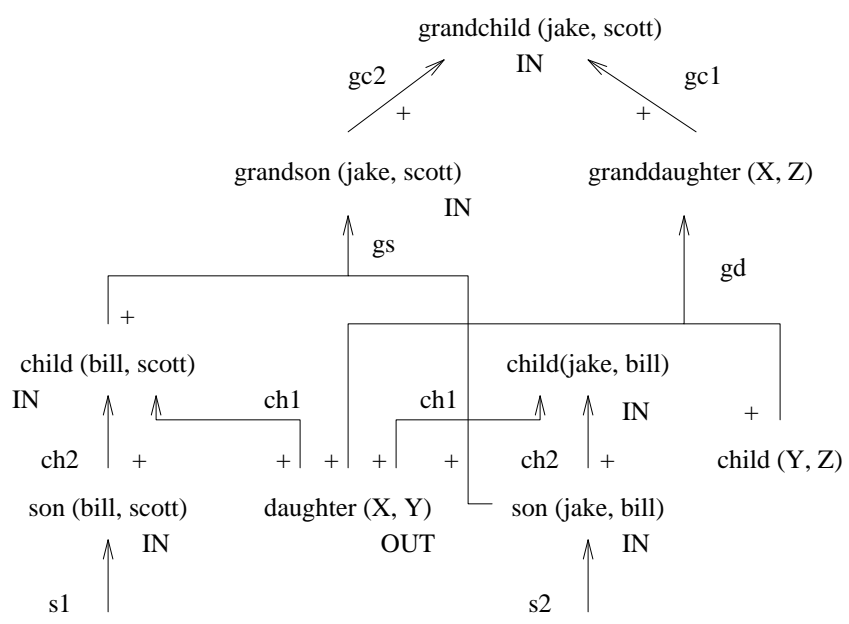 grandchild (jake, scott)
IN
gc2 gc1
+ +
grandson (jake, scott) granddaughter (X, Z)
IN
gs
gd
+
child (bill, scott) child(jake, bill)
IN ch1 ch1 IN +
ch2 + + + + + ch2 + child (Y, Z)
son (bill, scott) daughter (X, Y) son (jake, bill)
IN OUT IN
s1 s2